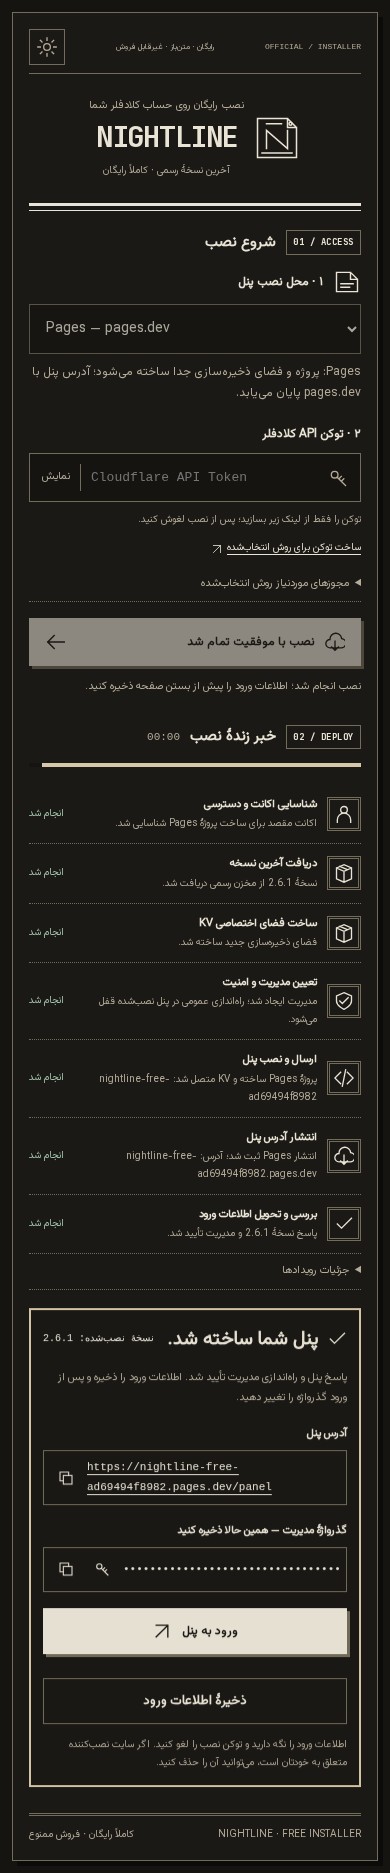 OFFICIAL / INSTALLER
رایگان · متن‌باز · غیرقابل فروش
نصب رایگان روی حساب کلادفلر شما
NIGHTLINE
آخرین نسخهٔ رسمی · کاملاً رایگان
01 / ACCESS
شروع نصب
۱ · محل نصب پنل
Pages — pages.dev
Pages: پروژه و فضای ذخیره‌سازی جدا ساخته می‌شود؛ آدرس پنل با
pages.dev پایان می‌یابد.
۲ · توکن API کلادفلر
Cloudflare API Token
نمایش
توکن را فقط از لینک زیر بسازید؛ پس از نصب لغوش کنید.
ساخت توکن برای روش انتخاب‌شده
مجوزهای موردنیاز روش انتخاب‌شده
نصب با موفقیت تمام شد
نصب انجام شد؛ اطلاعات ورود را پیش از بستن صفحه ذخیره کنید.
02 / DEPLOY
خبر زندهٔ نصب
00:00
شناسایی اکانت و دسترسی
اکانت مقصد برای ساخت پروژهٔ Pages شناسایی شد.
انجام شد
دریافت آخرین نسخه
نسخهٔ 2.6.1 از مخزن رسمی دریافت شد.
انجام شد
ساخت فضای اختصاصی KV
فضای ذخیره‌سازی جدید ساخته شد.
انجام شد
تعیین مدیریت و امنیت
مدیریت ایجاد شد؛ راه‌اندازی عمومی در پنل نصب‌شده قفل
می‌شود.
انجام شد
ارسال و نصب پنل
پروژهٔ Pages ساخته و KV متصل شد: nightline-free-
ad69494f8982
انجام شد
انتشار آدرس پنل
انتشار Pages ثبت شد؛ آدرس: nightline-free-
ad69494f8982.pages.dev
انجام شد
بررسی و تحویل اطلاعات ورود
پاسخ نسخهٔ 2.6.1 و مدیریت تأیید شد.
انجام شد
جزئیات رویدادها
پنل شما ساخته شد.
نسخهٔ نصب‌شده: 2.6.1
پاسخ پنل و راه‌اندازی مدیریت تأیید شد. اطلاعات ورود را ذخیره و پس از
ورود گذرواژه را تغییر دهید.
آدرس پنل
https://nightline-free-
ad69494f8982.pages.dev/panel
گذرواژهٔ مدیریت — همین حالا ذخیره کنید
ورود به پنل
ذخیرهٔ اطلاعات ورود
اطلاعات ورود را نگه دارید و توکن نصب را لغو کنید. اگر سایت نصب‌کننده
متعلق به خودتان است، می‌توانید آن را حذف کنید.
NIGHTLINE · FREE INSTALLER
کاملاً رایگان · فروش ممنوع